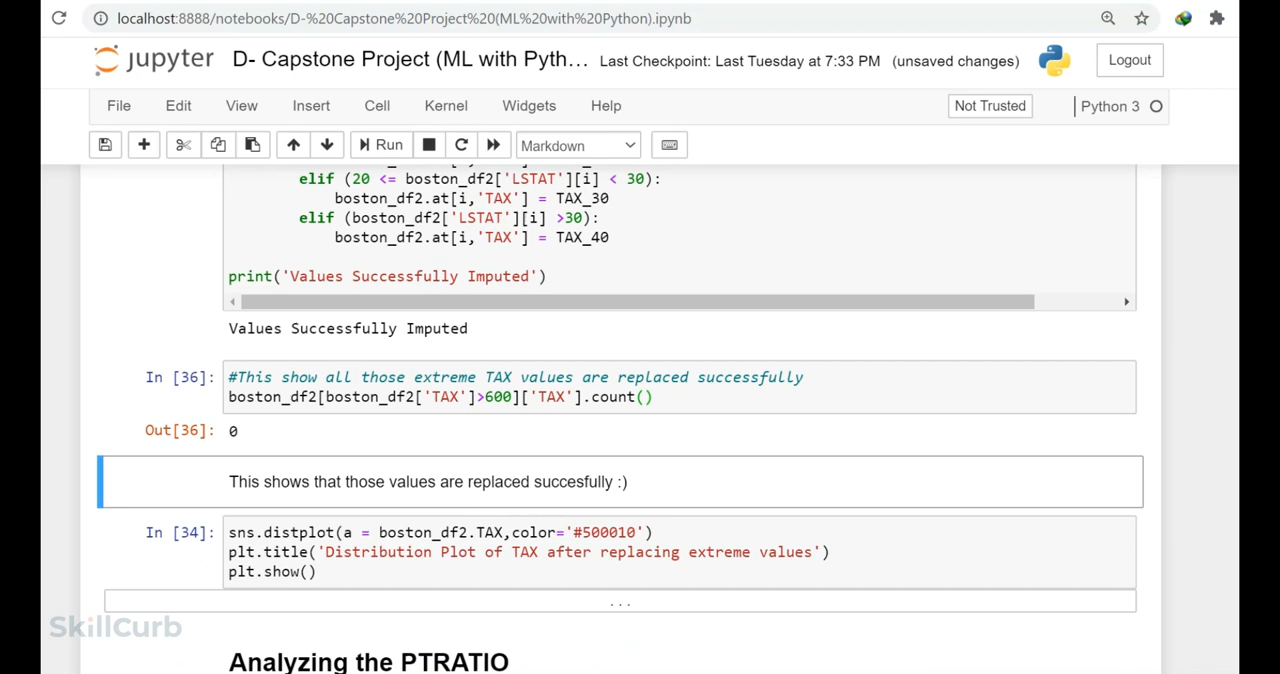 localhost:8888/notebooks/D-%20Capstone%20Project%20(ML%20with%20Python).ipynb
jupyter D- Capstone Project (ML with Pyth... Last Checkpoint: Last Tuesday at 7:33 PM (unsaved changes) Logout
File Edit View Insert Cell Kernel Widgets Help Not Trusted Python 3
Run Markdown
elif (20 <= boston_df2['LSTAT'][i] < 30):
boston_df2.at[i,'TAX'] = TAX_30
elif (boston_df2['LSTAT'][i] >30):
boston_df2.at[i,'TAX'] = TAX_40
print('Values Successfully Imputed')
Values Successfully Imputed
In [36]: #This show all those extreme TAX values are replaced successfully
boston_df2[boston_df2['TAX']>600]['TAX'].count()
Out[36]: 0
This shows that those values are replaced succesfully :)
In [34]: sns.distplot(a = boston_df2.TAX,color='#500010')
plt.title('Distribution Plot of TAX after replacing extreme values')
plt.show()
...
SkillCurb
Analyzing the PTRATIO